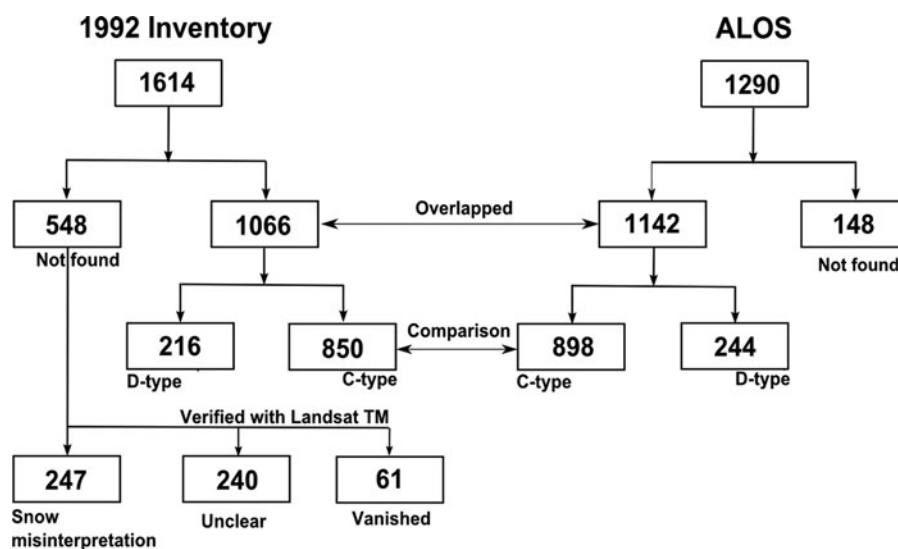 1992 Inventory
ALOS
1614
1290
548
1066
Overlapped
1142
148
Not found
Not found
216
850
Comparison
898
244
D-type
C-type
C-type
D-type
Verified with Landsat TM
247
240
61
Snow
misinterpretation
Unclear
Vanished